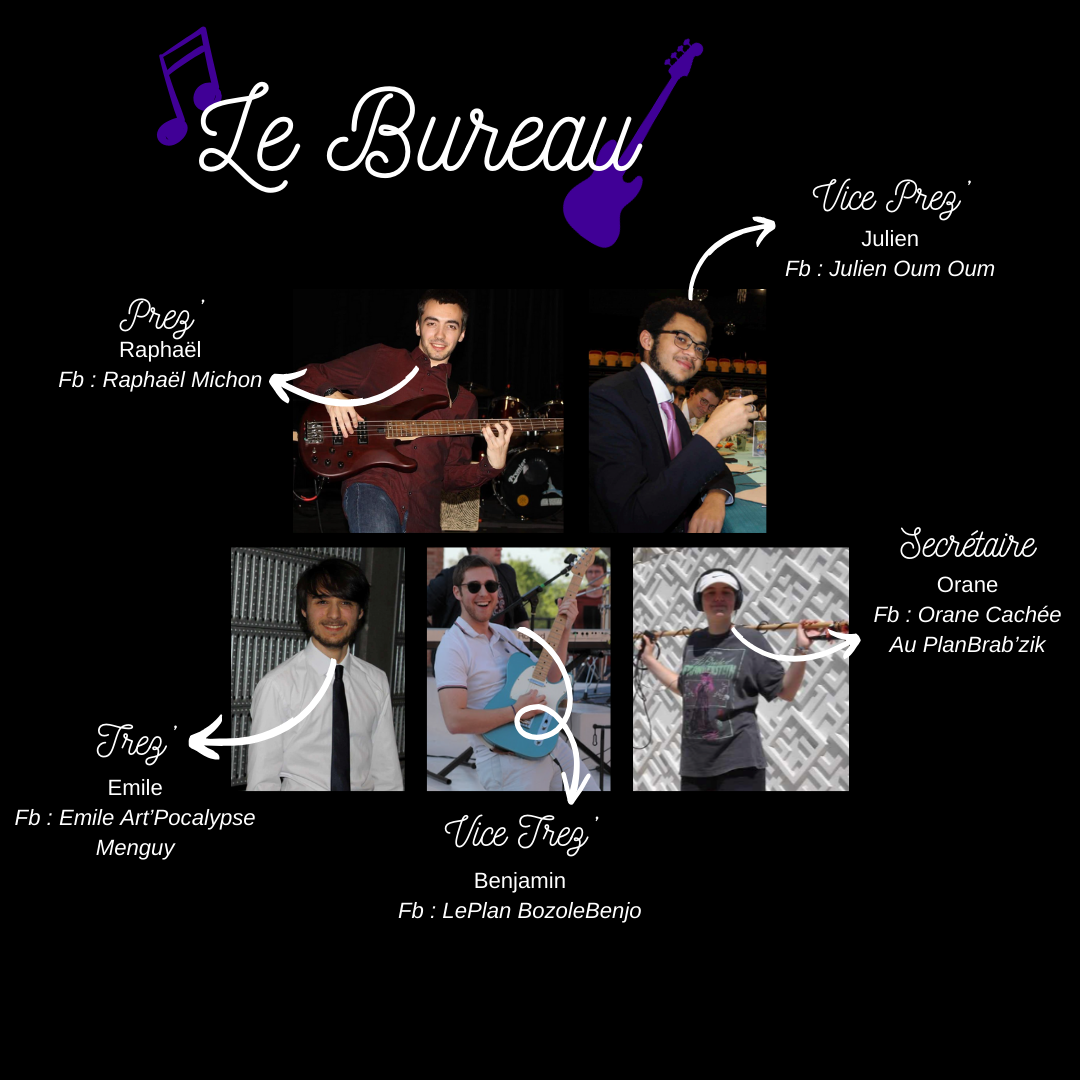 Le Bureau
Vice Prez'
Julien
Fb : Julien Oum Oum
Prez'
Raphaël
Fb : Raphaël Michon
Secrétaire
Orane
Fb : Orane Cachée
Au PlanBrab'zik
Trez'
Emile
Fb : Emile Art'Pocalypse
Menguy
Vice Trez'
Benjamin
Fb : LePlan BozoleBenjo